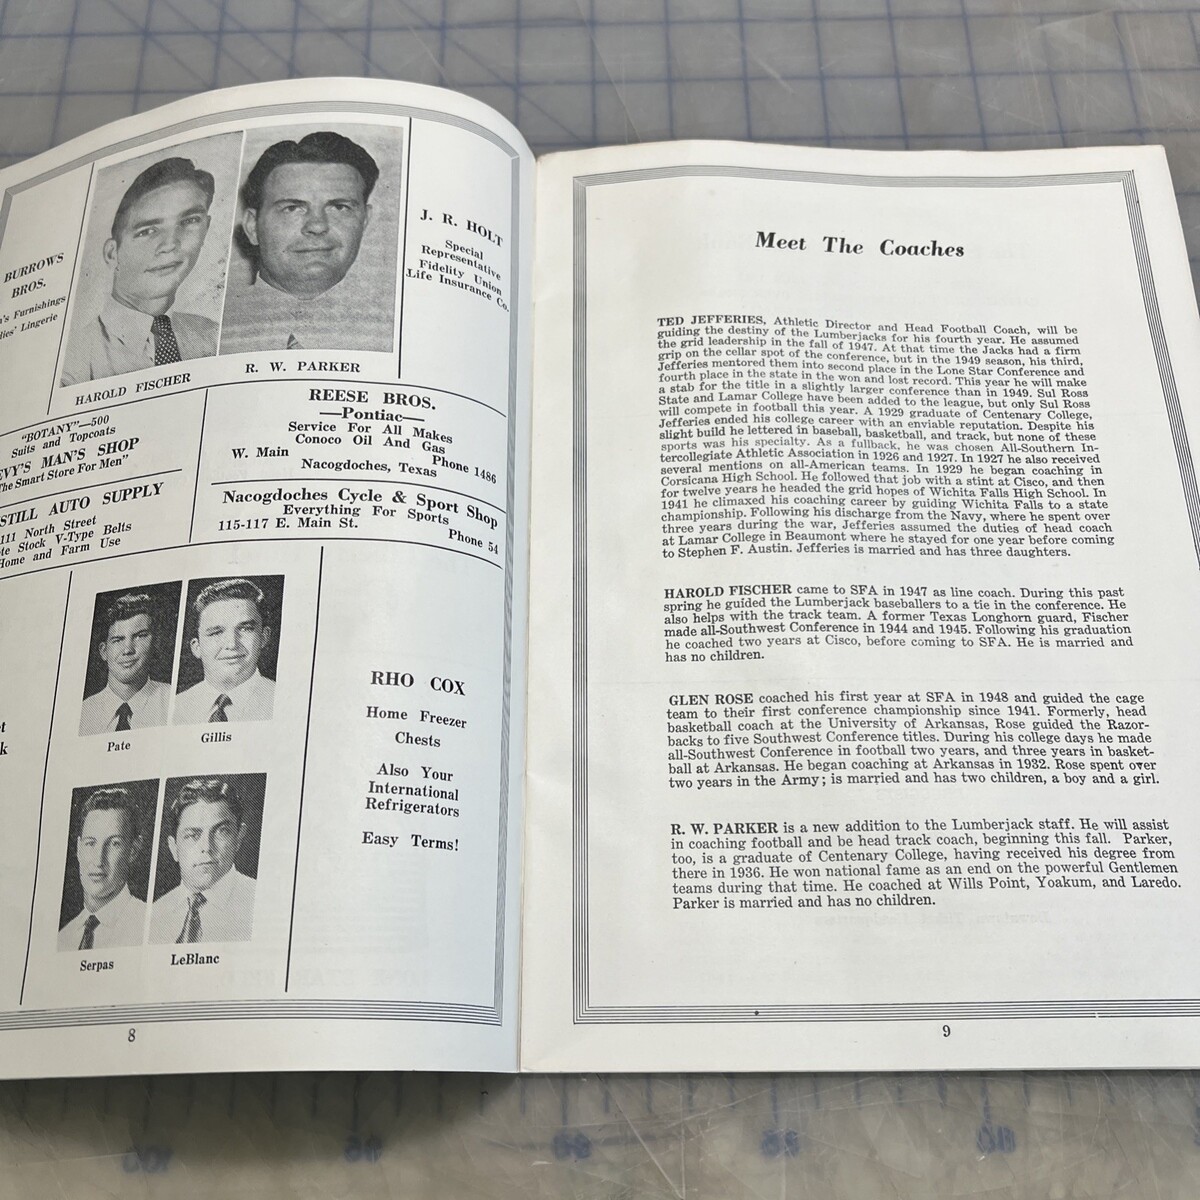 BURROWS
BROS.
Furnishings
Lingerie
J. R. HOLT
Special
Representative
Fidelity Union
Life Insurance Co.
HAROLD FISCHER
R. W. PARKER
"BOTANY"—500
Suits and Topcoats
MAN'S SHOP
The Smart Store For Men"
AUTO SUPPLY
111 North Street
Stock V-Type Belts
Home and Farm Use
REESE BROS.
—Pontiac—
Service For All Makes
Conoco Oil And Gas
W. Main
Phone 1486
Nacogdoches, Texas
Nacogdoches Cycle & Sport Shop
Everything For Sports
115-117 E. Main St.
Phone 54
Pate
Gillis
Serpas
LeBlanc
RHO COX
Home Freezer
Chests
Also Your
International
Refrigerators
Easy Terms!
8
Meet The Coaches
TED JEFFERIES, Athletic Director and Head Football Coach, will be
guiding the destiny of the Lumberjacks for his fourth year. He assumed
the grid leadership in the fall of 1947. At that time the Jacks had a firm
grip on the cellar spot of the conference, but in the 1949 season, his third,
Jefferies mentored them into second place in the Lone Star Conference and
fourth place in the state in the won and lost record. This year he will make
a stab for the title in a slightly larger conference than in 1949. Sul Ross
State and Lamar College have been added to the league, but only Sul Ross
will compete in football this year. A 1929 graduate of Centenary College,
Jefferies ended his college career with an enviable reputation. Despite his
slight build he lettered in baseball, basketball, and track, but none of these
sports was his specialty. As a fullback, he was chosen All-Southern In-
tercollegiate Athletic Association in 1926 and 1927. In 1927 he also received
several mentions on all-American teams. In 1929 he began coaching in
Corsicana High School. He followed that job with a stint at Cisco, and then
for twelve years he headed the grid hopes of Wichita Falls High School. In
1941 he climaxed his coaching career by guiding Wichita Falls to a state
championship. Following his discharge from the Navy, where he spent over
three years during the war, Jefferies assumed the duties of head coach
at Lamar College in Beaumont where he stayed for one year before coming
to Stephen F. Austin. Jefferies is married and has three daughters.
HAROLD FISCHER came to SFA in 1947 as line coach. During this past
spring he guided the Lumberjack baseballers to a tie in the conference. He
also helps with the track team. A former Texas Longhorn guard, Fischer
made all-Southwest Conference in 1944 and 1945. Following his graduation
he coached two years at Cisco, before coming to SFA. He is married and
has no children.
GLEN ROSE coached his first year at SFA in 1948 and guided the cage
team to their first conference championship since 1941. Formerly, head
basketball coach at the University of Arkansas, Rose guided the Razor-
backs to five Southwest Conference titles. During his college days he made
all-Southwest Conference in football two years, and three years in basket-
ball at Arkansas. He began coaching at Arkansas in 1932. Rose spent over
two years in the Army; is married and has two children, a boy and a girl.
R. W. PARKER is a new addition to the Lumberjack staff. He will assist
in coaching football and be head track coach, beginning this fall. Parker,
too, is a graduate of Centenary College, having received his degree from
there in 1936. He won national fame as an end on the powerful Gentlemen
teams during that time. He coached at Wills Point, Yoakum, and Laredo.
Parker is married and has no children.
9